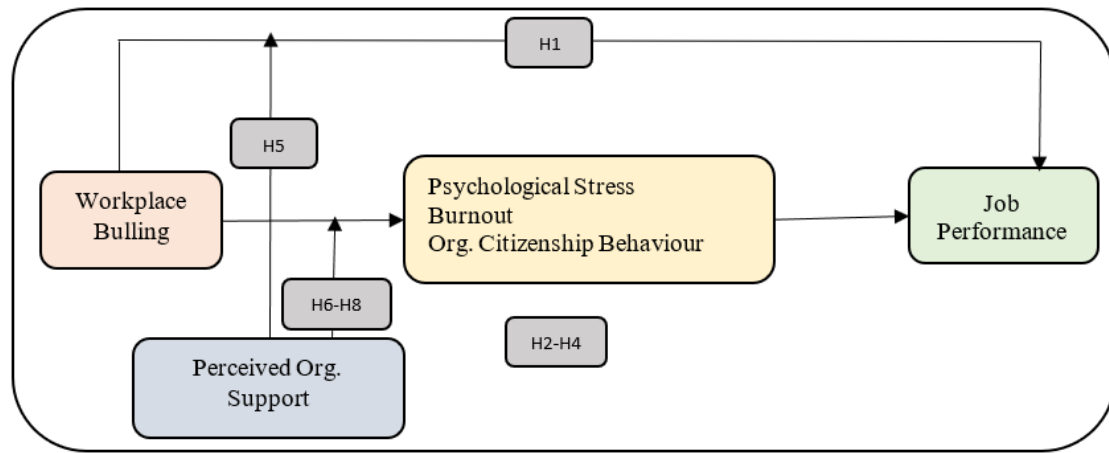 H1
H5
Workplace
Bulling
Psychological Stress
Burnout
Org. Citizenship Behaviour
Job
Performance
H6-H8
H2-H4
Perceived Org.
Support